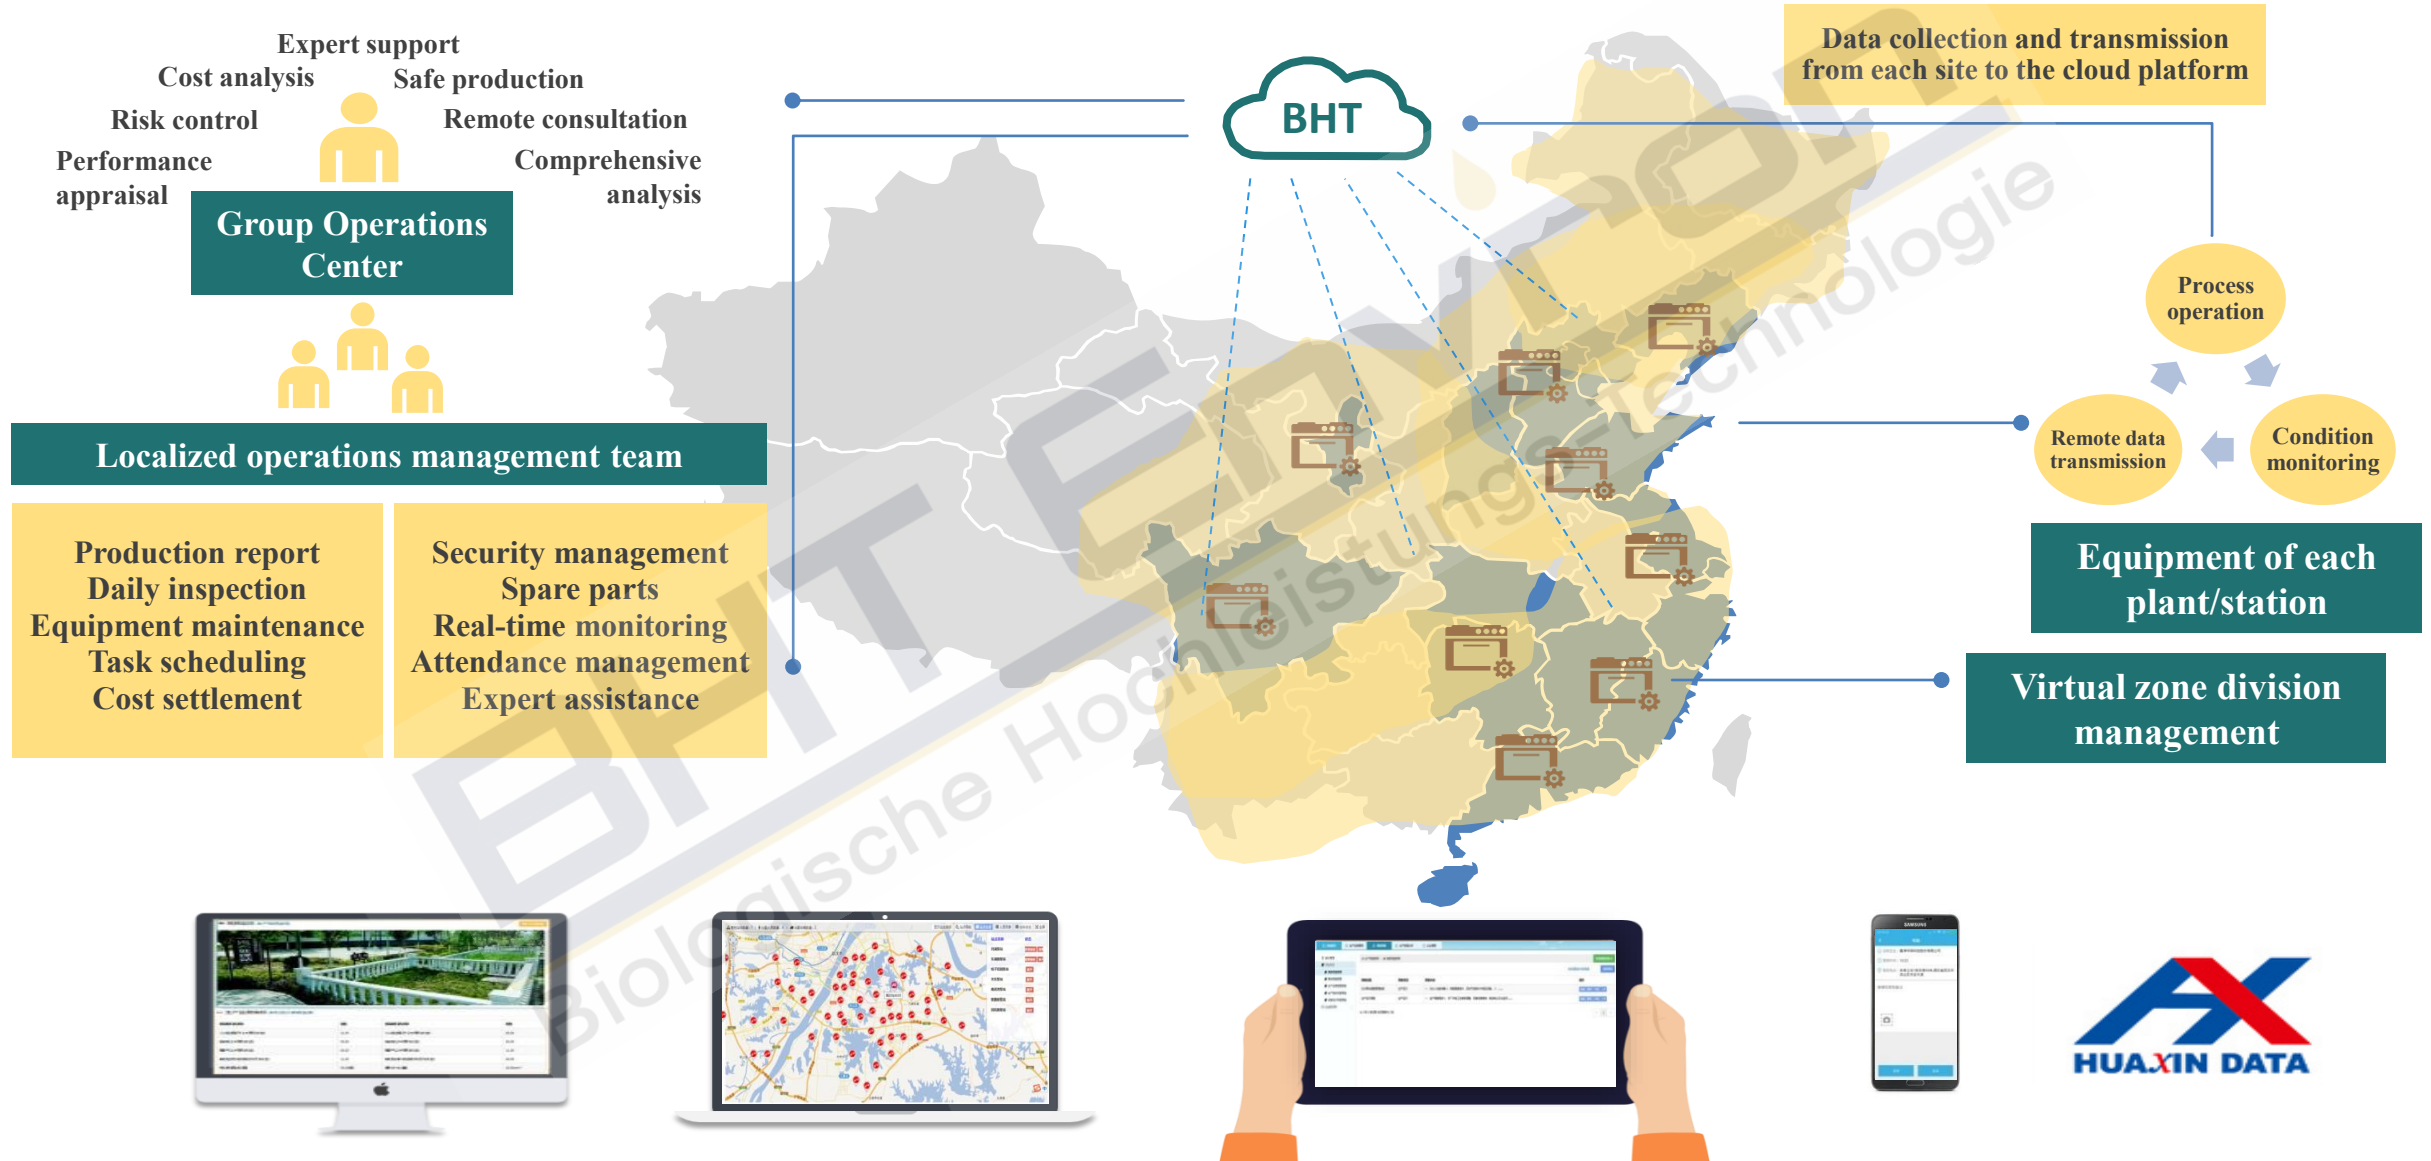 Expert support
Cost analysis
Safe production
Risk control
Remote consultation
Performance
appraisal
Comprehensive
analysis
Group Operations
Center
Localized operations management team
Production report
Daily inspection
Equipment maintenance
Task scheduling
Cost settlement
Security management
Spare parts
Real-time monitoring
Attendance management
Expert assistance
BHT
Data collection and transmission
from each site to the cloud platform
Process
operation
Remote data
transmission
Condition
monitoring
Equipment of each
plant/station
Virtual zone division
management
BHT Environ
Biologische Hochleistungs-Technologie
SAMSUNG
HUAXIN DATA